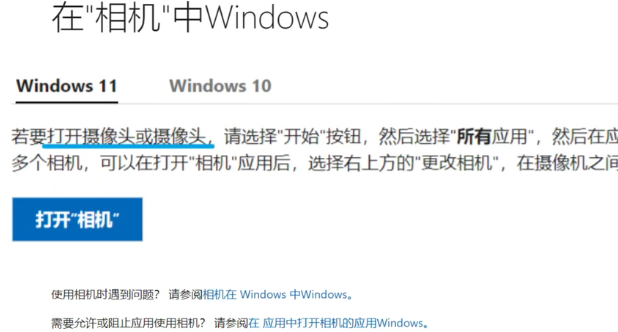 在"相机"中Windows
Windows 11 Windows 10
若要打开摄像头或摄像头，请选择"开始"按钮，然后选择"所有应用"，然后在应
多个相机，可以在打开"相机"应用后，选择右上方的"更改相机"，在摄像机之间
打开"相机"
使用相机时遇到问题？ 请参阅相机在 Windows 中Windows。
需要允许或阻止应用使用相机？ 请参阅在 应用中打开相机的应用Windows。